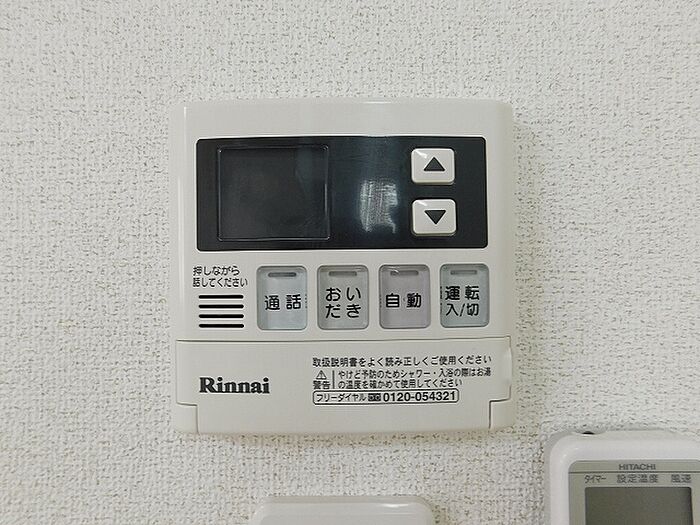 ▲
▼
押しながら
話してください
通話
おい
だき
自動
運転
入/切
Rinnai
取扱説明書をよく読み正しくご使用ください
⚠警告
やけど予防のためシャワー・入浴の際はお湯
の温度を確かめて使用してください
フリーダイヤル 0120-054321
HITACHI
タイマー 設定温度 風速